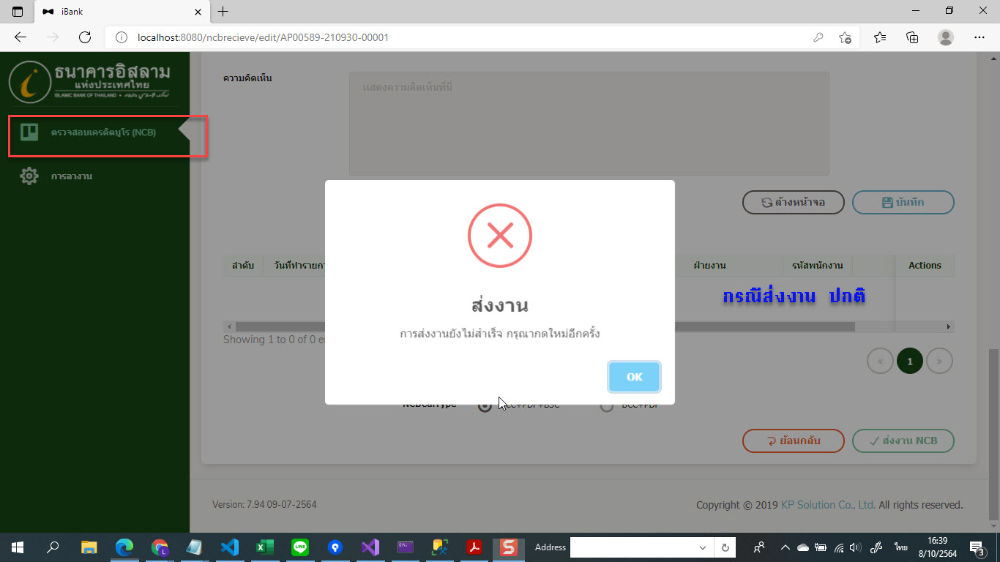 iBank
localhost:8080/ncbrecieve/edit/AP00589-210930-00001
ธนาคารอิสลาม
แห่งประเทศไทย
ISLAMIC BANK OF THAILAND
ตรวจสอบเครดิตบูโร (NCB)
การลางาน
ความคิดเห็น
แสดงความคิดเห็นที่นี่
ล้างหน้าจอ
บันทึก
ลำดับ วันที่ทำรายกา ฝ่ายงาน รหัสพนักงาน Actions
กรณีส่งงาน ปกติ
Showing 1 to 0 of 0 e
« 1 »
ส่งงาน
การส่งงานยังไม่สำเร็จ กรุณากดใหม่อีกครั้ง
OK
ย้อนกลับ
ส่งงาน NCB
Version: 7.94 09-07-2564
Copyright © 2019 KP Solution Co., Ltd. All rights reserved.
Address
ไทย
16:39
8/10/2564
3